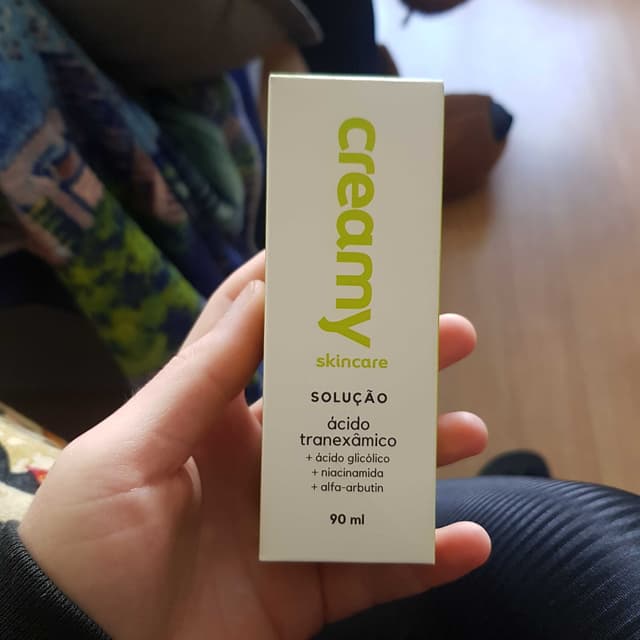 creamy
skincare
SOLUÇÃO
ácido
tranexâmico
+ ácido glicólico
+ niacinamida
+ alfa-arbutin
90 ml